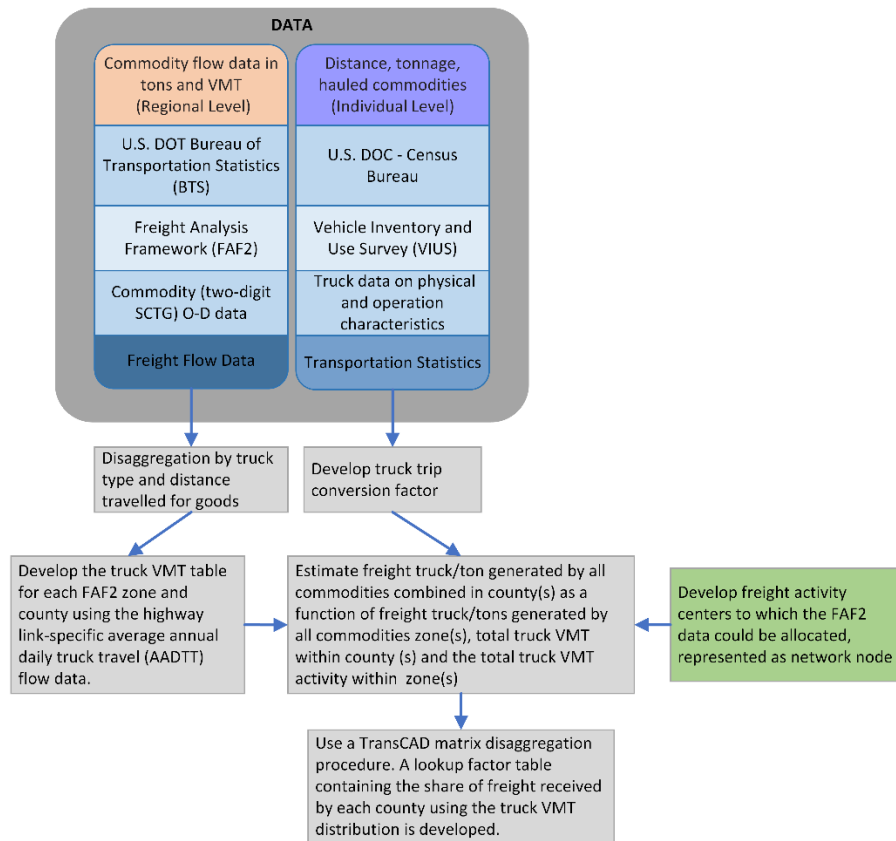 DATA
Commodity flow data in
tons and VMT
(Regional Level)
U.S. DOT Bureau of
Transportation Statistics
(BTS)
Freight Analysis
Framework (FAF2)
Commodity (two-digit
SCTG) O-D data
Freight Flow Data
Distance, tonnage,
hauled commodities
(Individual Level)
U.S. DOC - Census
Bureau
Vehicle Inventory and
Use Survey (VIUS)
Truck data on physical
and operation
characteristics
Transportation Statistics
Disaggregation by truck
type and distance
travelled for goods
Develop truck trip
conversion factor
Develop the truck VMT table
for each FAF2 zone and
county using the highway
link-specific average annual
daily truck travel (AADTT)
flow data.
Estimate freight truck/ton generated by all
commodities combined in county(s) as a
function of freight truck/tons generated by
all commodities zone(s), total truck VMT
within county (s) and the total truck VMT
activity within  zone(s)
Develop freight activity
centers to which the FAF2
data could be allocated,
represented as network node
Use a TransCAD matrix disaggregation
procedure. A lookup factor table
containing the share of freight received
by each county using the truck VMT
distribution is developed.